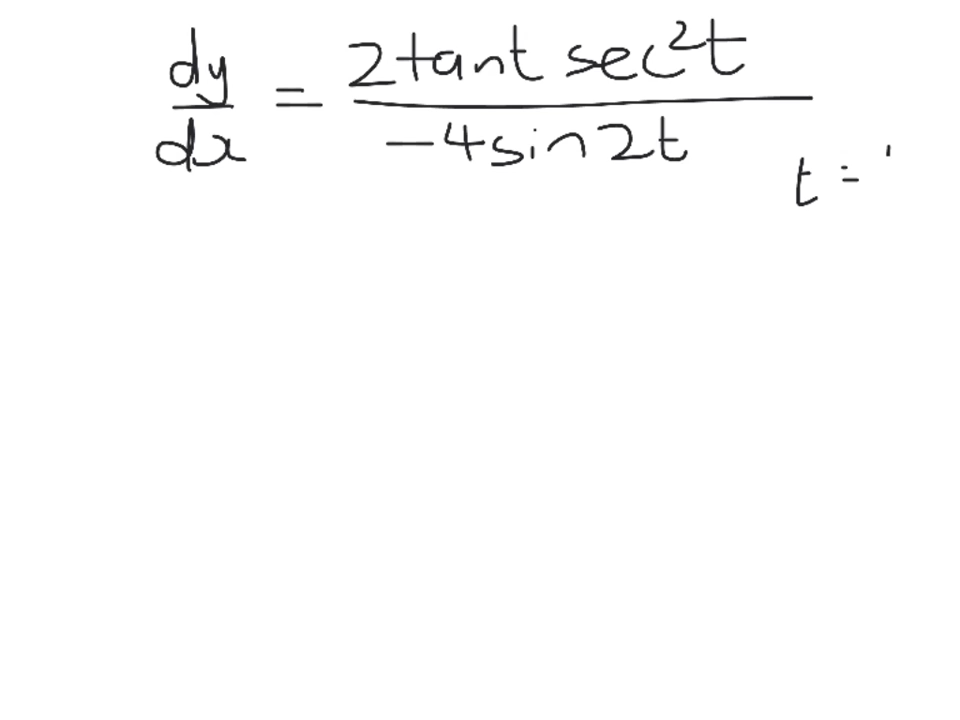 dy/dx = 2tant sec²t / -4sin2t
t =